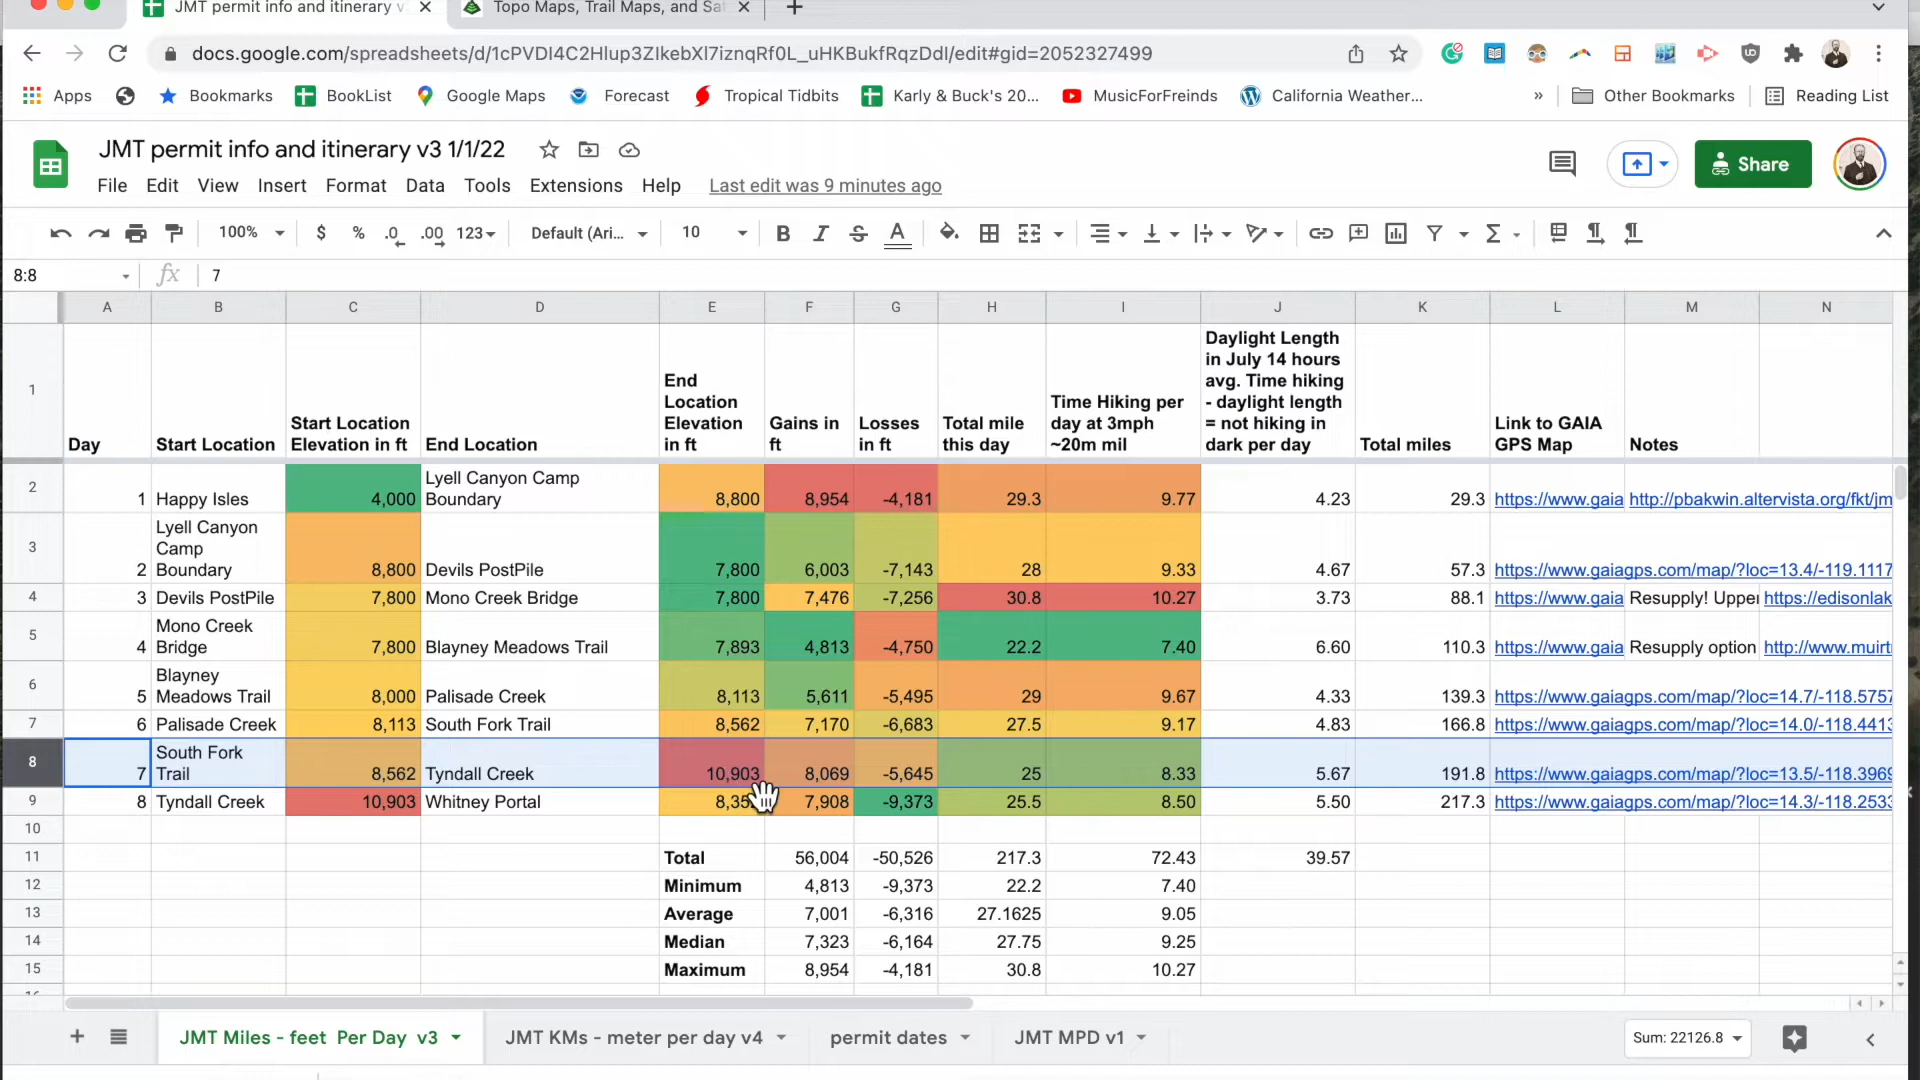 JMT permit info and itinerary v
Topo Maps, Trail Maps, and Sa
docs.google.com/spreadsheets/d/1cPVDI4C2Hlup3ZIkebXl7iznqRf0L_uHKBukfRqzDdI/edit#gid=2052327499
Apps Bookmarks BookList Google Maps Forecast Tropical Tidbits Karly & Buck's 20... MusicForFreinds California Weather... » Other Bookmarks Reading List
JMT permit info and itinerary v3 1/1/22
Share
File Edit View Insert Format Data Tools Extensions Help Last edit was 9 minutes ago
100% $ % .0 .00 123 Default (Ari... 10 B I S A Σ
8:8 fx 7
A B C D E F G H I J K L M N
1 Day Start Location Start Location Elevation in ft End Location End Location Elevation in ft Gains in ft Losses in ft Total mile this day Time Hiking per day at 3mph ~20m mil Daylight Length in July 14 hours avg. Time hiking - daylight length = not hiking in dark per day Total miles Link to GAIA GPS Map Notes
2 1 Happy Isles 4,000 Lyell Canyon Camp Boundary 8,800 8,954 -4,181 29.3 9.77 4.23 29.3 https://www.gaia http://pbakwin.altervista.org/fkt/jm
3 2 Lyell Canyon Camp Boundary 8,800 Devils PostPile 7,800 6,003 -7,143 28 9.33 4.67 57.3 https://www.gaiagps.com/map/?loc=13.4/-119.1117
4 3 Devils PostPile 7,800 Mono Creek Bridge 7,800 7,476 -7,256 30.8 10.27 3.73 88.1 https://www.gaia Resupply! Upper https://edisonlak
5 4 Mono Creek Bridge 7,800 Blayney Meadows Trail 7,893 4,813 -4,750 22.2 7.40 6.60 110.3 https://www.gaia Resupply option http://www.muirt
6 5 Blayney Meadows Trail 8,000 Palisade Creek 8,113 5,611 -5,495 29 9.67 4.33 139.3 https://www.gaiagps.com/map/?loc=14.7/-118.5757
7 6 Palisade Creek 8,113 South Fork Trail 8,562 7,170 -6,683 27.5 9.17 4.83 166.8 https://www.gaiagps.com/map/?loc=14.0/-118.4413
8 7 South Fork Trail 8,562 Tyndall Creek 10,903 8,069 -5,645 25 8.33 5.67 191.8 https://www.gaiagps.com/map/?loc=13.5/-118.3969
9 8 Tyndall Creek 10,903 Whitney Portal 8,35 7,908 -9,373 25.5 8.50 5.50 217.3 https://www.gaiagps.com/map/?loc=14.3/-118.2533
10
11 Total 56,004 -50,526 217.3 72.43 39.57
12 Minimum 4,813 -9,373 22.2 7.40
13 Average 7,001 -6,316 27.1625 9.05
14 Median 7,323 -6,164 27.75 9.25
15 Maximum 8,954 -4,181 30.8 10.27
JMT Miles - feet Per Day v3 JMT KMs - meter per day v4 permit dates JMT MPD v1 Sum: 22126.8